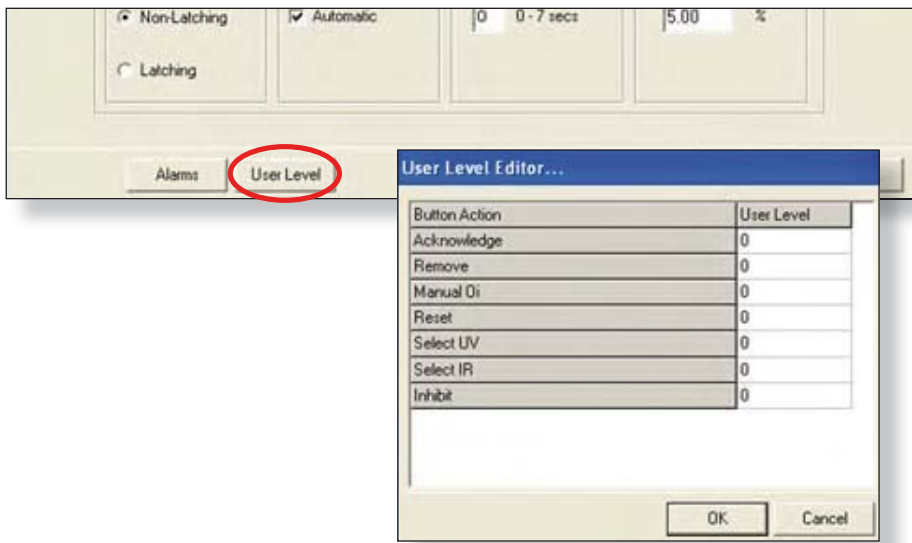 Non-Latching Automatic 0 0 - 7 secs 5.00 %
Latching
Alarms User Level
User Level Editor...
Button Action User Level
Acknowledge 0
Remove 0
Manual Oi 0
Reset 0
Select UV 0
Select IR 0
Inhibit 0
OK Cancel